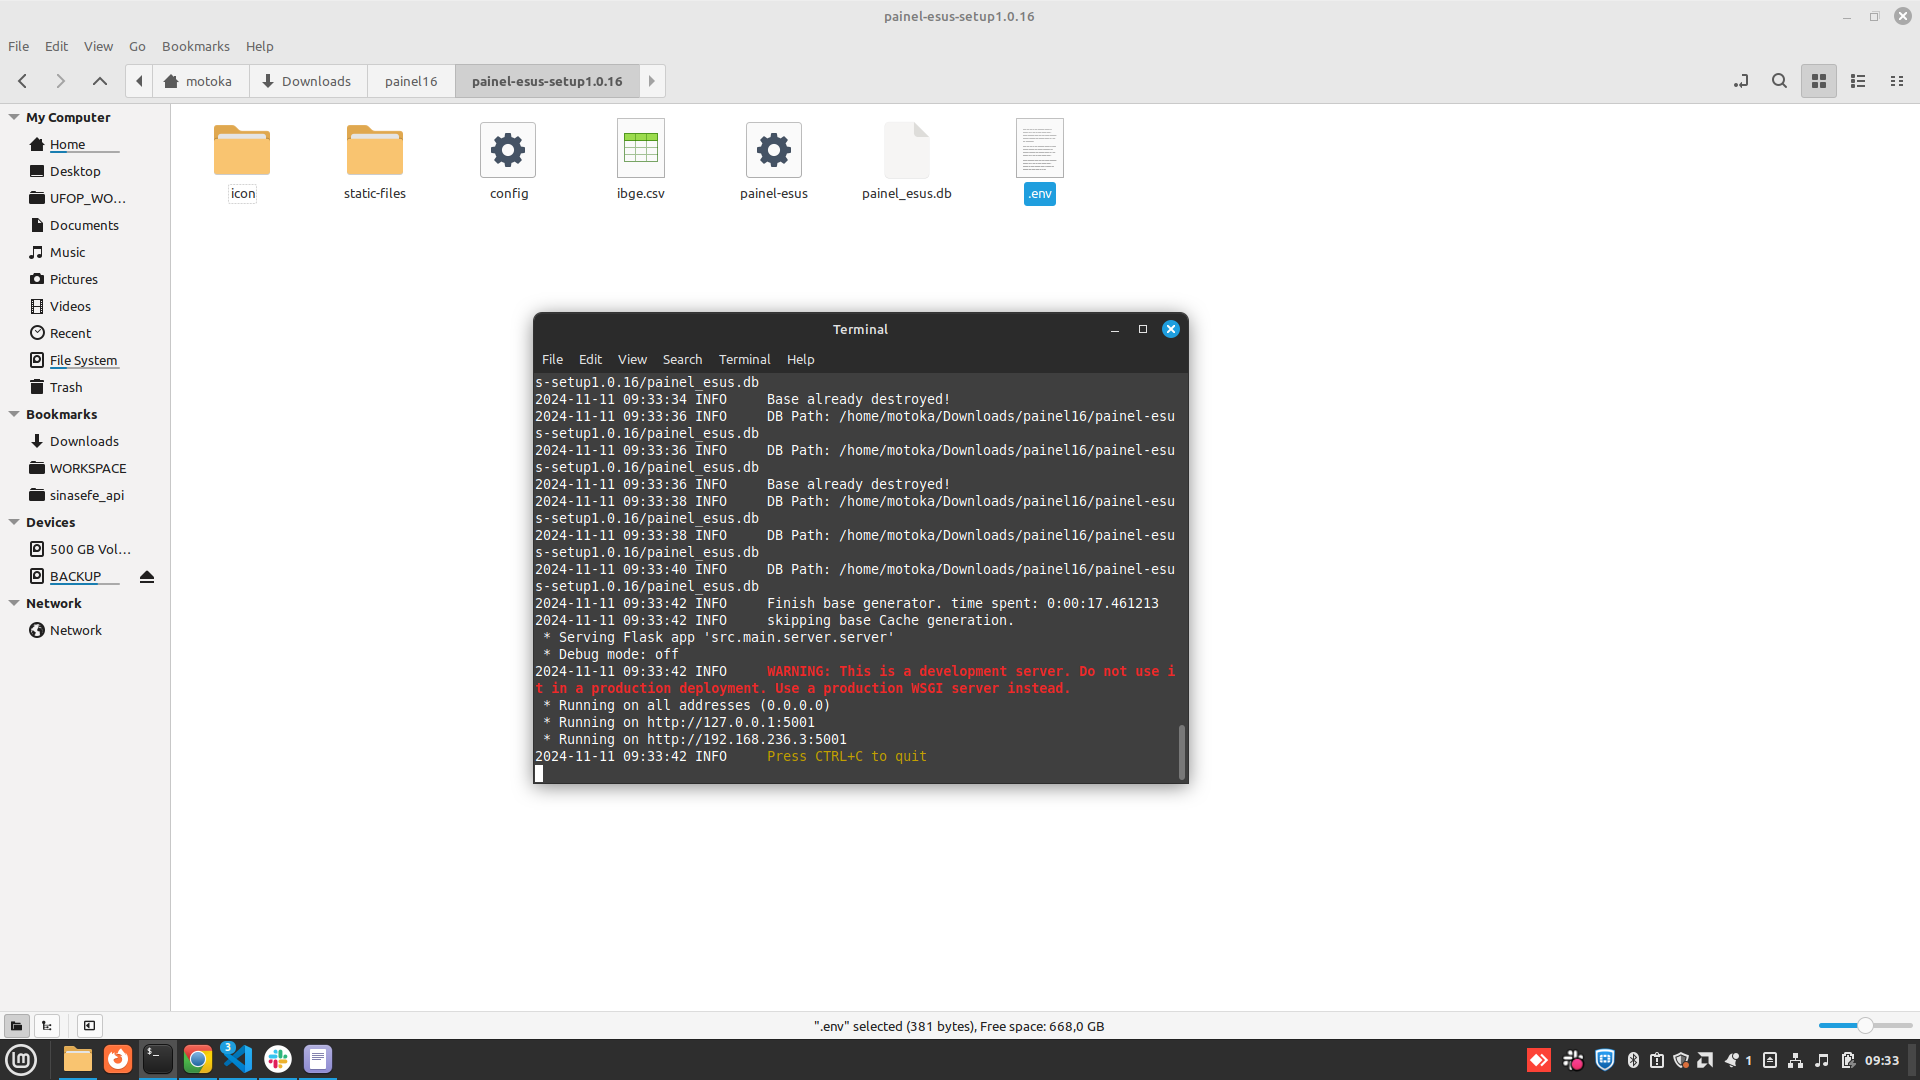 painel-esus-setup1.0.16
File Edit View Go Bookmarks Help
motoka Downloads painel16 painel-esus-setup1.0.16
My Computer
Home
Desktop
UFOP_WO...
Documents
Music
Pictures
Videos
Recent
File System
Trash
Bookmarks
Downloads
WORKSPACE
sinasefe_api
Devices
500 GB Vol...
BACKUP
Network
Network
icon static-files config ibge.csv painel-esus painel_esus.db .env
Terminal
File Edit View Search Terminal Help
s-setup1.0.16/painel_esus.db
2024-11-11 09:33:34 INFO Base already destroyed!
2024-11-11 09:33:36 INFO DB Path: /home/motoka/Downloads/painel16/painel-esu
s-setup1.0.16/painel_esus.db
2024-11-11 09:33:36 INFO DB Path: /home/motoka/Downloads/painel16/painel-esu
s-setup1.0.16/painel_esus.db
2024-11-11 09:33:36 INFO Base already destroyed!
2024-11-11 09:33:38 INFO DB Path: /home/motoka/Downloads/painel16/painel-esu
s-setup1.0.16/painel_esus.db
2024-11-11 09:33:38 INFO DB Path: /home/motoka/Downloads/painel16/painel-esu
s-setup1.0.16/painel_esus.db
2024-11-11 09:33:40 INFO DB Path: /home/motoka/Downloads/painel16/painel-esu
s-setup1.0.16/painel_esus.db
2024-11-11 09:33:42 INFO Finish base generator. time spent: 0:00:17.461213
2024-11-11 09:33:42 INFO skipping base Cache generation.
* Serving Flask app 'src.main.server.server'
* Debug mode: off
2024-11-11 09:33:42 INFO WARNING: This is a development server. Do not use i
t in a production deployment. Use a production WSGI server instead.
* Running on all addresses (0.0.0.0)
* Running on http://127.0.0.1:5001
* Running on http://192.168.236.3:5001
2024-11-11 09:33:42 INFO Press CTRL+C to quit
".env" selected (381 bytes), Free space: 668,0 GB
3
1
09:33